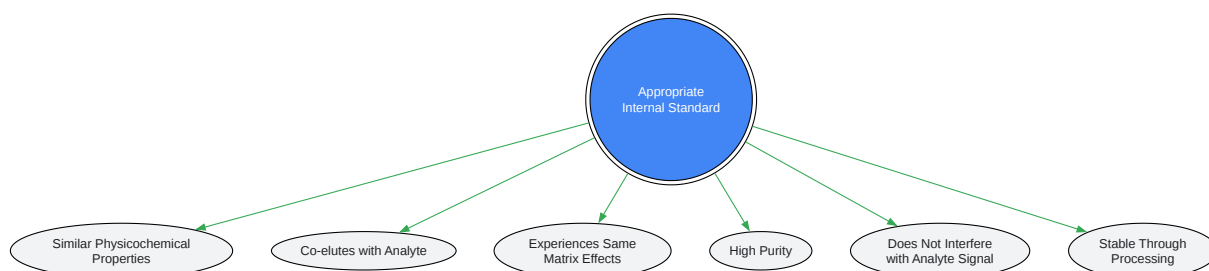 Appropriate
Internal Standard
Similar Physicochemical
Properties
Co-elutes with Analyte
Experiences Same
Matrix Effects
High Purity
Does Not Interfere
with Analyte Signal
Stable Through
Processing